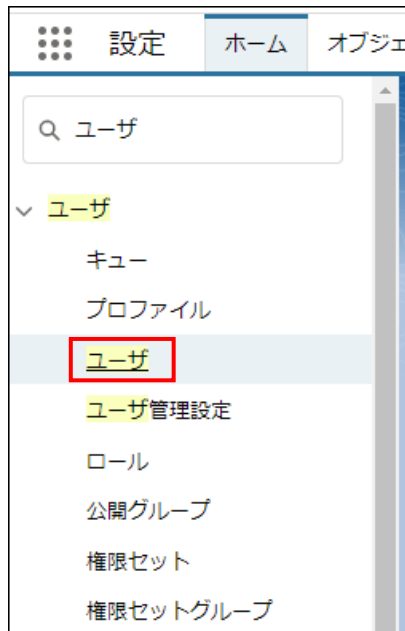 設定 ホーム オブジェ
ユーザ
ユーザ
キュー
プロファイル
ユーザ
ユーザ管理設定
ロール
公開グループ
権限セット
権限セットグループ